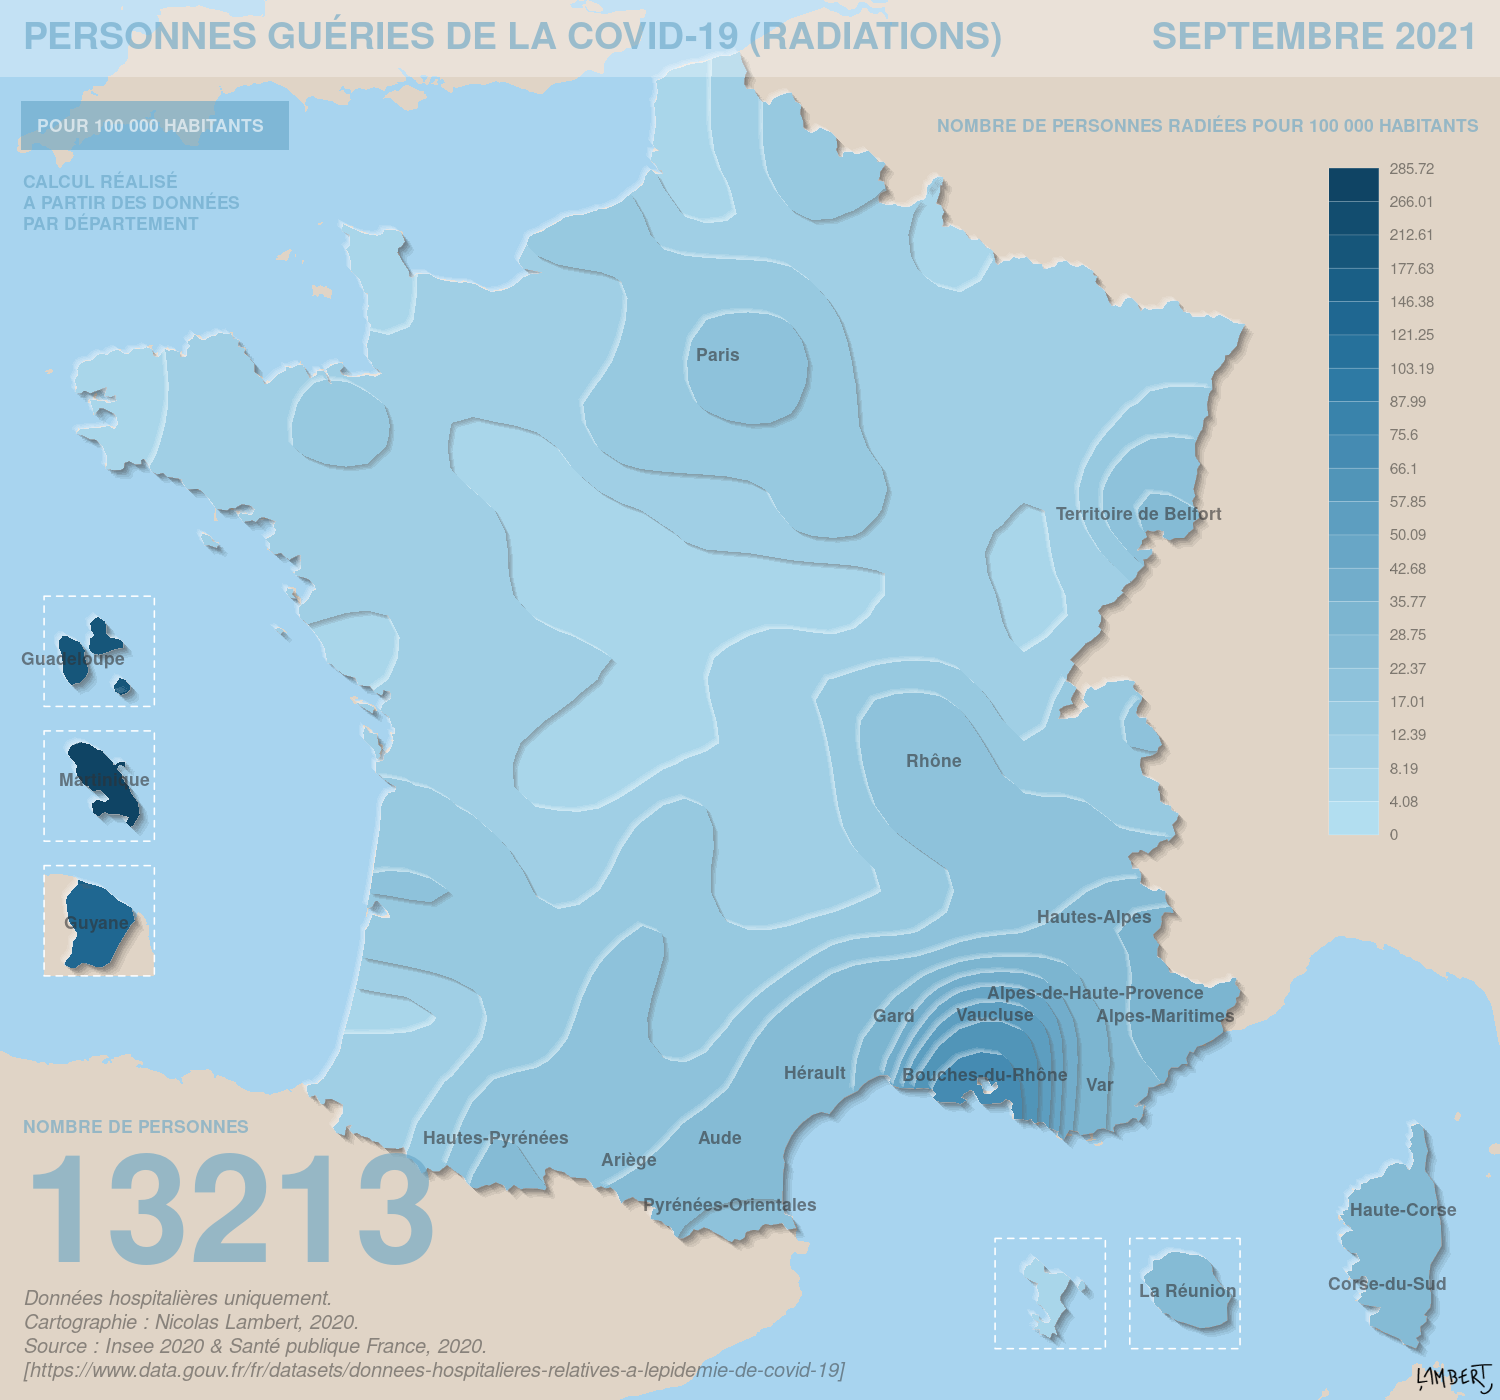 PERSONNES GUÉRIES DE LA COVID-19 (RADIATIONS)
SEPTEMBRE 2021
POUR 100 000 HABITANTS
CALCUL RÉALISÉ
A PARTIR DES DONNÉES
PAR DÉPARTEMENT
NOMBRE DE PERSONNES RADIÉES POUR 100 000 HABITANTS
285.72
266.01
212.61
177.63
146.38
121.25
103.19
87.99
75.6
66.1
57.85
50.09
42.68
35.77
28.75
22.37
17.01
12.39
8.19
4.08
0
Paris
Territoire de Belfort
Guadeloupe
Rhône
Martinique
Hautes-Alpes
Guyane
Alpes-de-Haute-Provence
Gard
Vaucluse
Alpes-Maritimes
Hérault
Bouches-du-Rhône
Var
Hautes-Pyrénées
Aude
Ariège
Pyrénées-Orientales
Haute-Corse
Corse-du-Sud
La Réunion
NOMBRE DE PERSONNES
13213
Données hospitalières uniquement.
Cartographie : Nicolas Lambert, 2020.
Source : Insee 2020 & Santé publique France, 2020.
[https://www.data.gouv.fr/fr/datasets/donnees-hospitalieres-relatives-a-lepidemie-de-covid-19]
LAMBERT